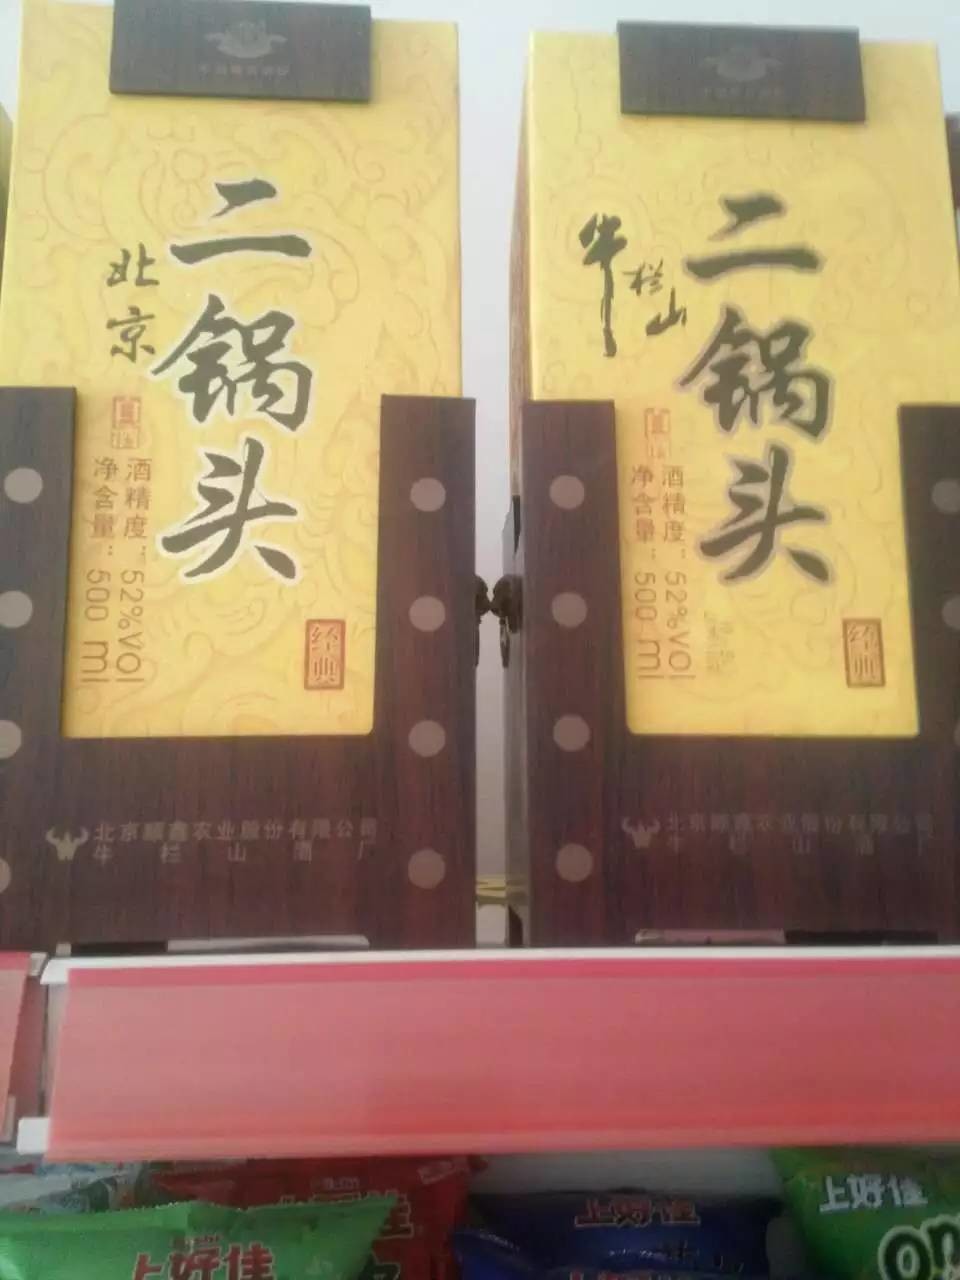 北京
二锅头
酒精度：52%vol
净含量：500 ml
经典
北京顺鑫农业股份有限公司
牛栏山酒厂
牛栏山
二锅头
酒精度：52%vol
净含量：500 ml
经典
北京顺鑫农业股份有限公司
牛栏山酒厂
上好佳
上好佳
上好佳